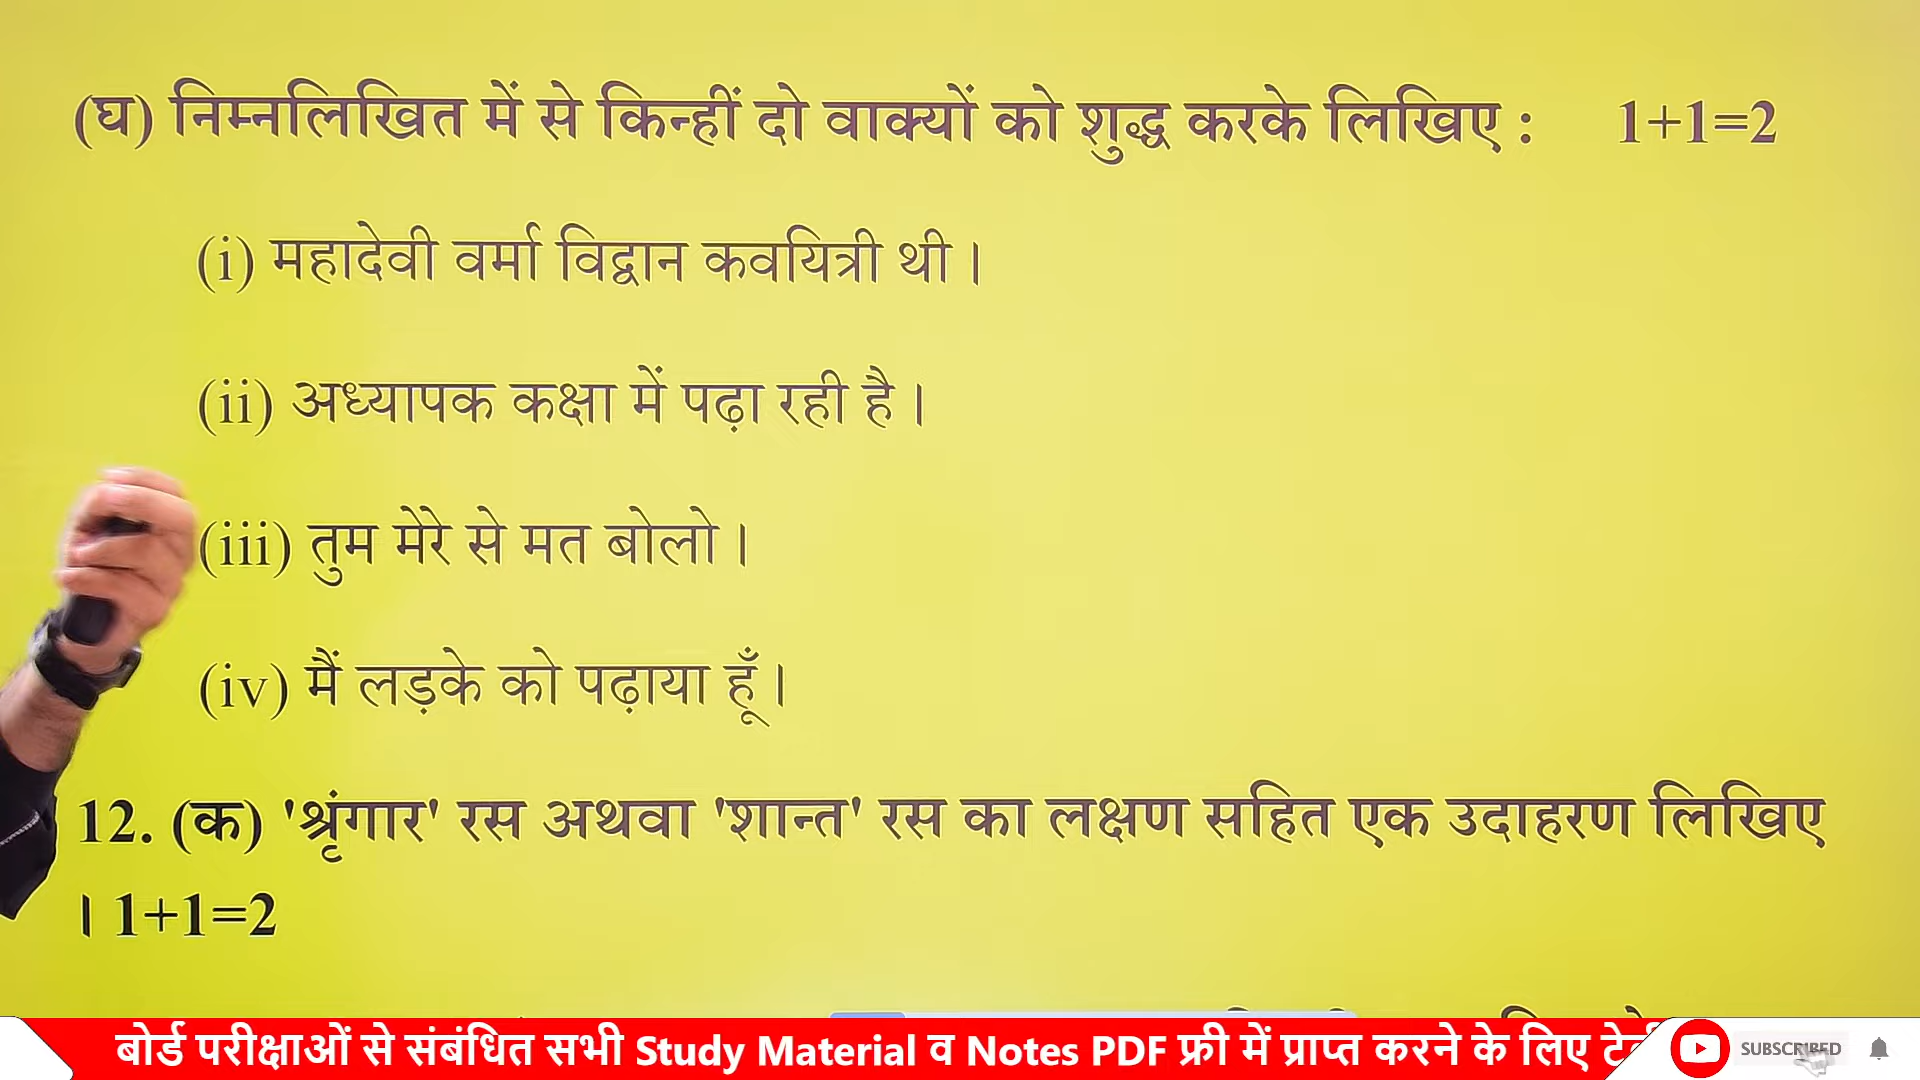 (घ) निम्नलिखित में से किन्हीं दो वाक्यों को शुद्ध करके लिखिए : 1+1=2
(i) महादेवी वर्मा विद्वान कवयित्री थी ।
(ii) अध्यापक कक्षा में पढ़ा रही है ।
(iii) तुम मेरे से मत बोलो ।
(iv) मैं लड़के को पढ़ाया हूँ ।
12. (क) 'श्रृंगार' रस अथवा 'शान्त' रस का लक्षण सहित एक उदाहरण लिखिए
। 1+1=2
बोर्ड परीक्षाओं से संबंधित सभी Study Material व Notes PDF फ्री में प्राप्त करने के लिए
SUBSCRIBED